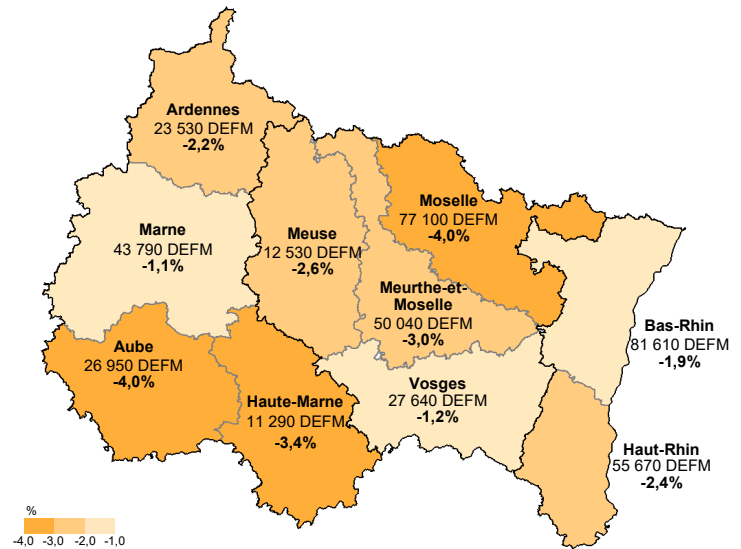 Ardennes
23 530 DEFM
-2,2%
Marne
43 790 DEFM
-1,1%
Meuse
12 530 DEFM
-2,6%
Moselle
77 100 DEFM
-4,0%
Meurthe-et-
Moselle
50 040 DEFM
-3,0%
Bas-Rhin
81 610 DEFM
-1,9%
Aube
26 950 DEFM
-4,0%
Haute-Marne
11 290 DEFM
-3,4%
Vosges
27 640 DEFM
-1,2%
Haut-Rhin
55 670 DEFM
-2,4%
%
-4,0 -3,0 -2,0 -1,0